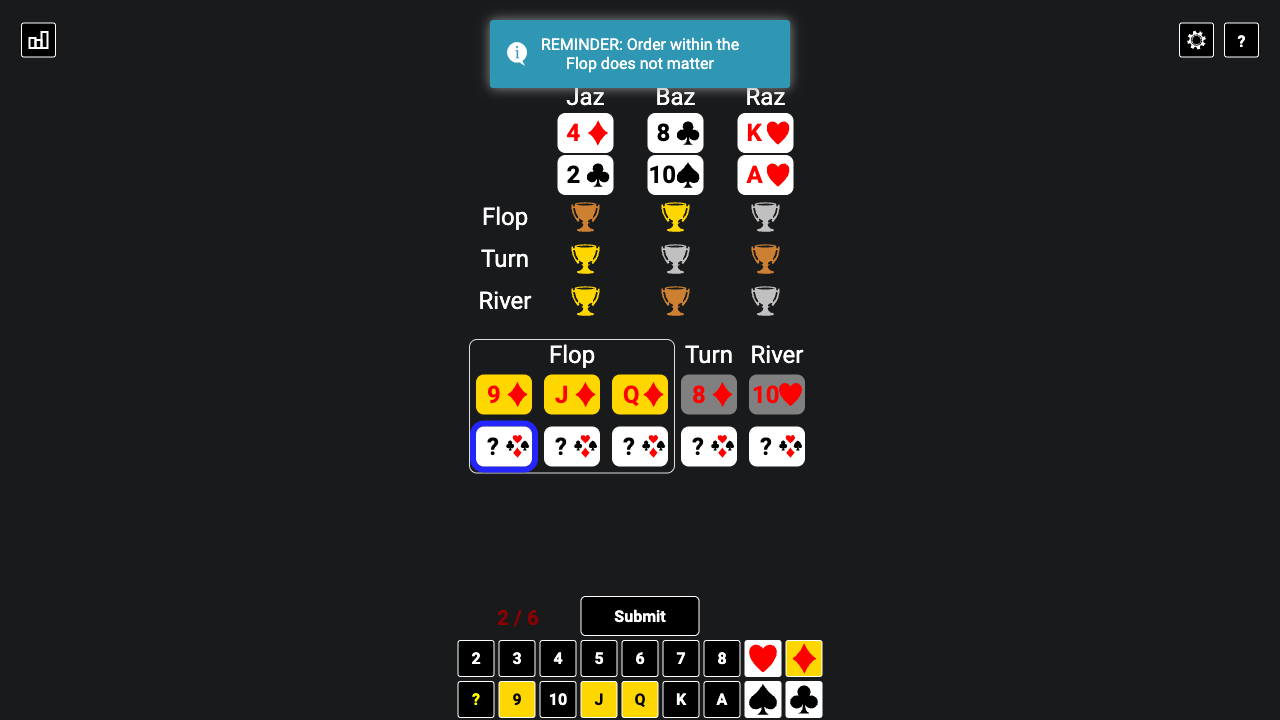 REMINDER: Order within the
Flop does not matter
?
Jaz Baz Raz
4 8 K
2 10 A
Flop
Turn
River
Flop Turn River
9 J Q 8 10
? ? ? ? ?
2 / 6 Submit
2 3 4 5 6 7 8
? 9 10 J Q K A